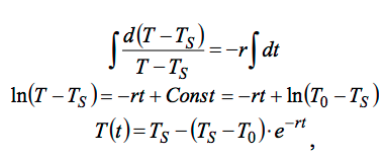 ∫ d(T – T_S) / (T – T_S) = –r ∫ dt
ln(T – T_S) = –rt + Const = –rt + ln(T_0 – T_S)
T(t) = T_S – (T_S – T_0) · e^{–rt} ,